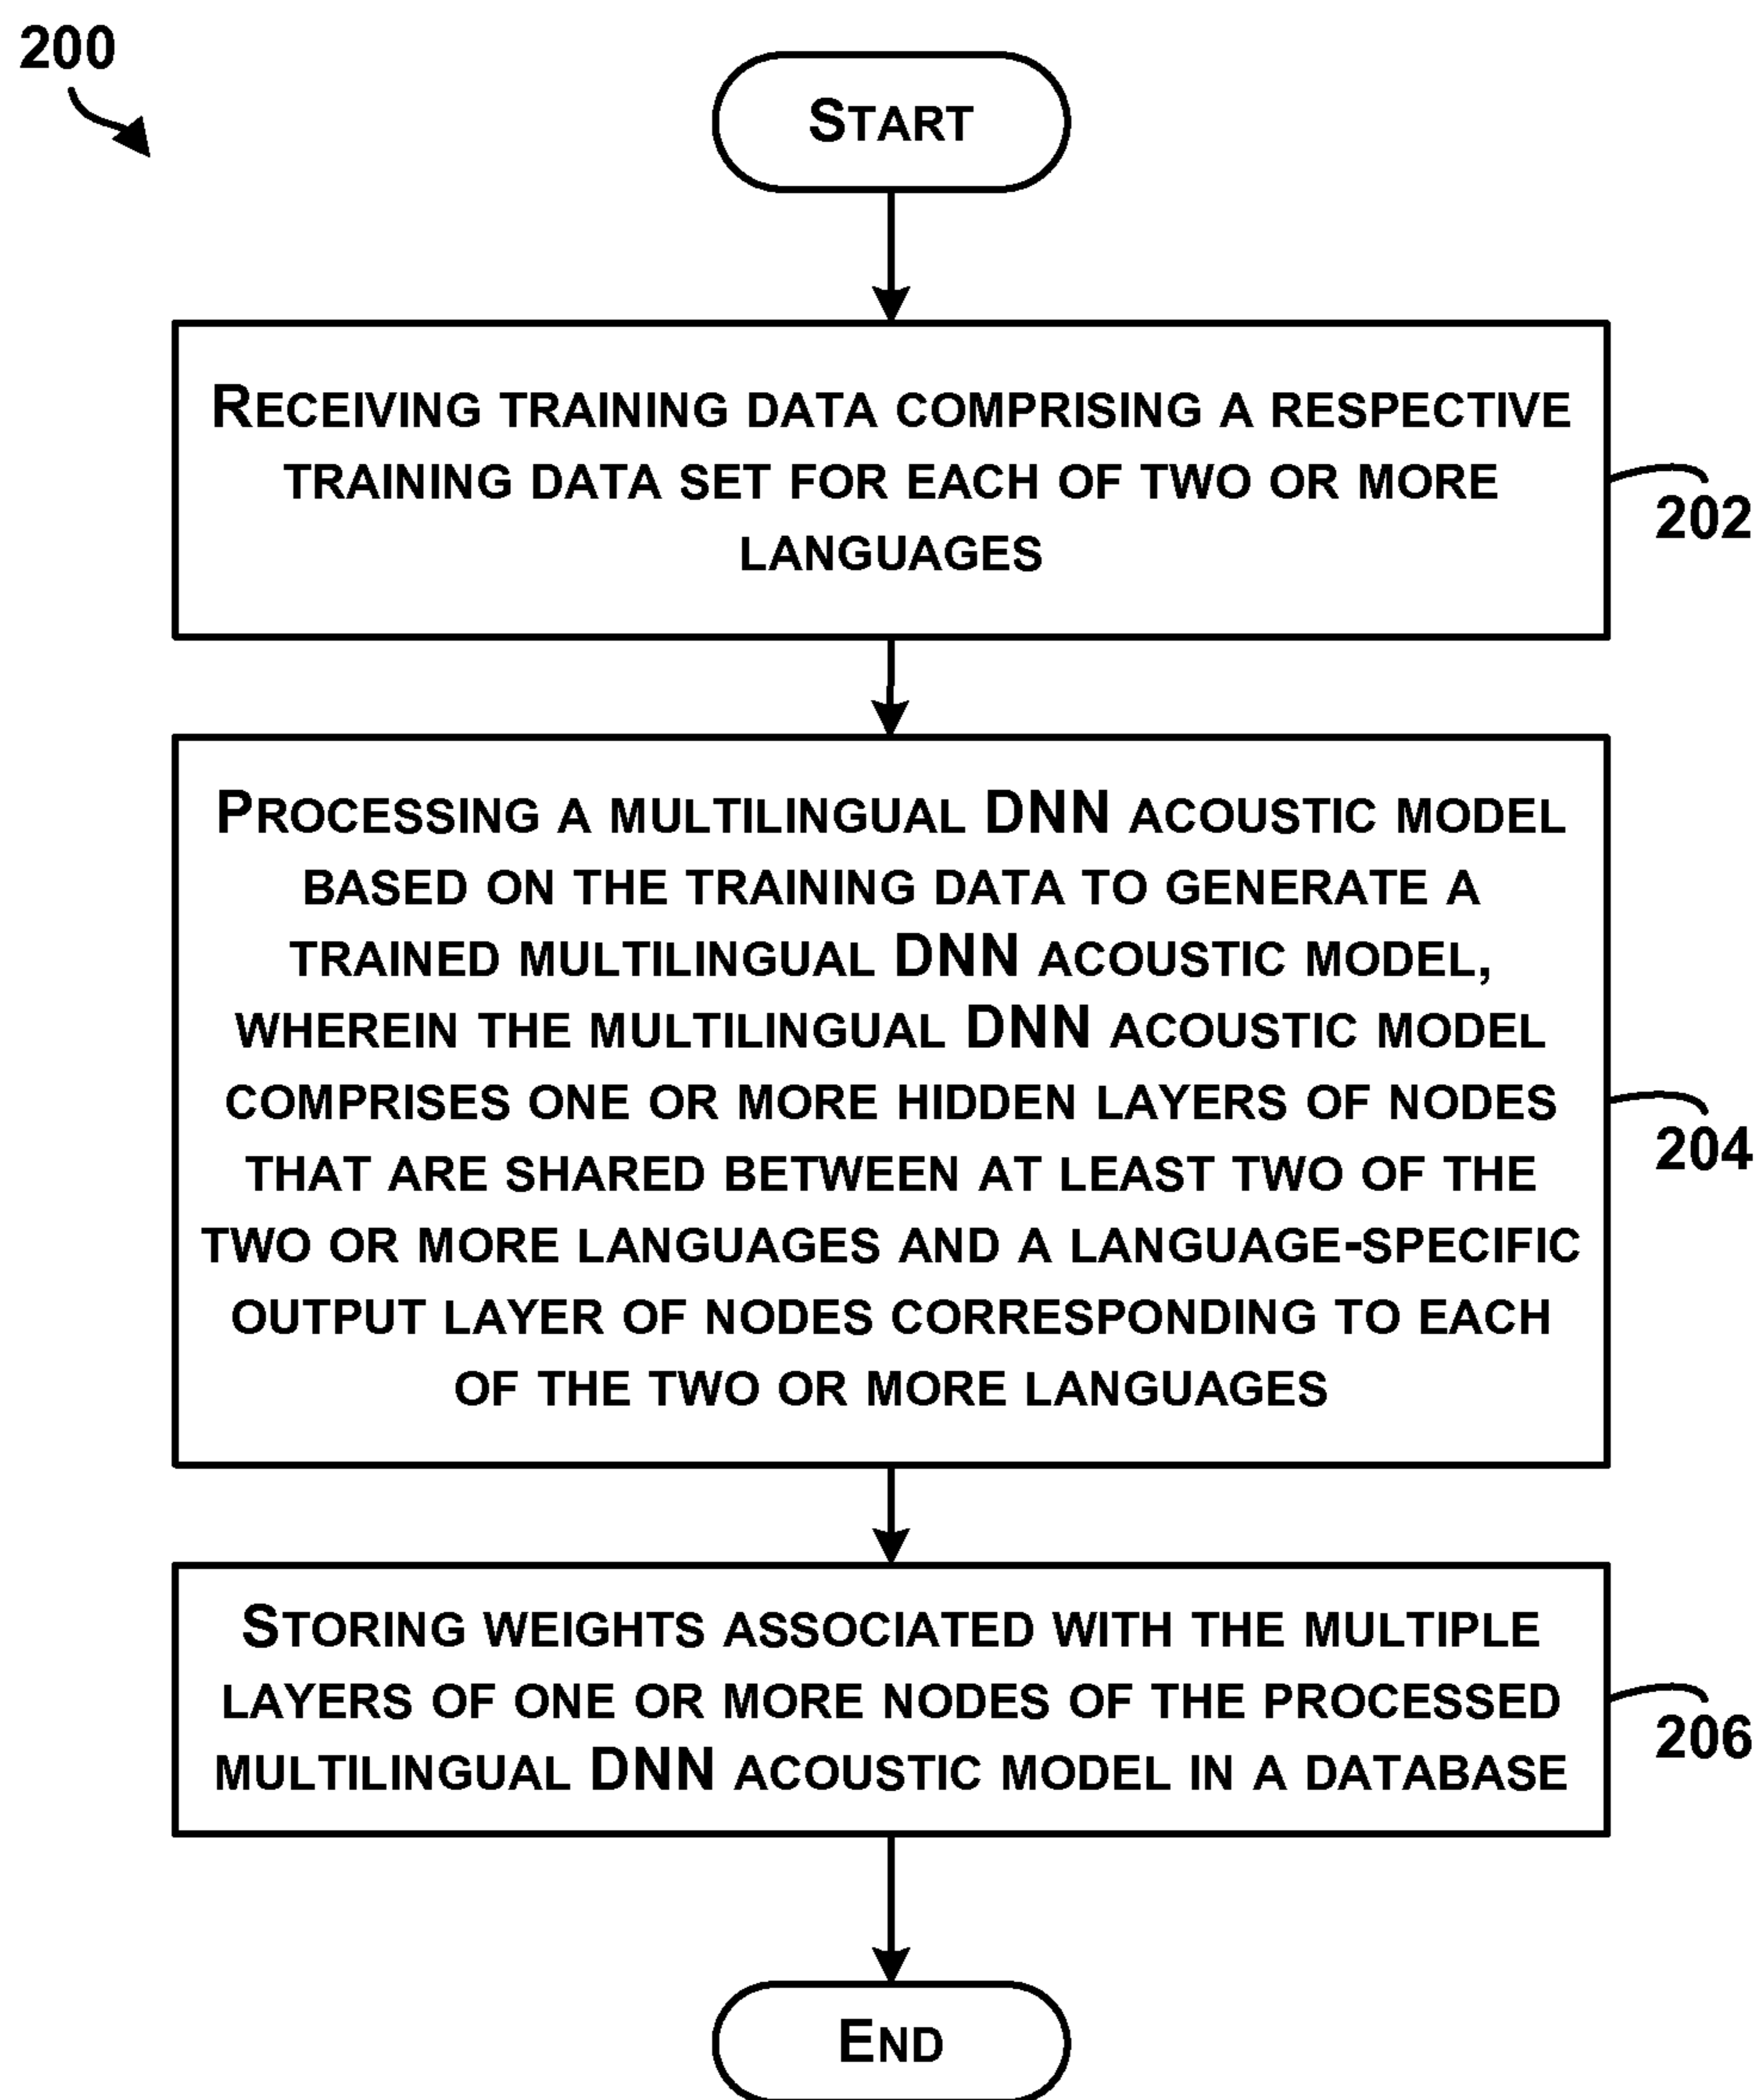 200
START
RECEIVING TRAINING DATA COMPRISING A RESPECTIVE
TRAINING DATA SET FOR EACH OF TWO OR MORE
LANGUAGES
202
PROCESSING A MULTILINGUAL DNN ACOUSTIC MODEL
BASED ON THE TRAINING DATA TO GENERATE A
TRAINED MULTILINGUAL DNN ACOUSTIC MODEL,
WHEREIN THE MULTILINGUAL DNN ACOUSTIC MODEL
COMPRISES ONE OR MORE HIDDEN LAYERS OF NODES
THAT ARE SHARED BETWEEN AT LEAST TWO OF THE
TWO OR MORE LANGUAGES AND A LANGUAGE-SPECIFIC
OUTPUT LAYER OF NODES CORRESPONDING TO EACH
OF THE TWO OR MORE LANGUAGES
204
STORING WEIGHTS ASSOCIATED WITH THE MULTIPLE
LAYERS OF ONE OR MORE NODES OF THE PROCESSED
MULTILINGUAL DNN ACOUSTIC MODEL IN A DATABASE
206
END